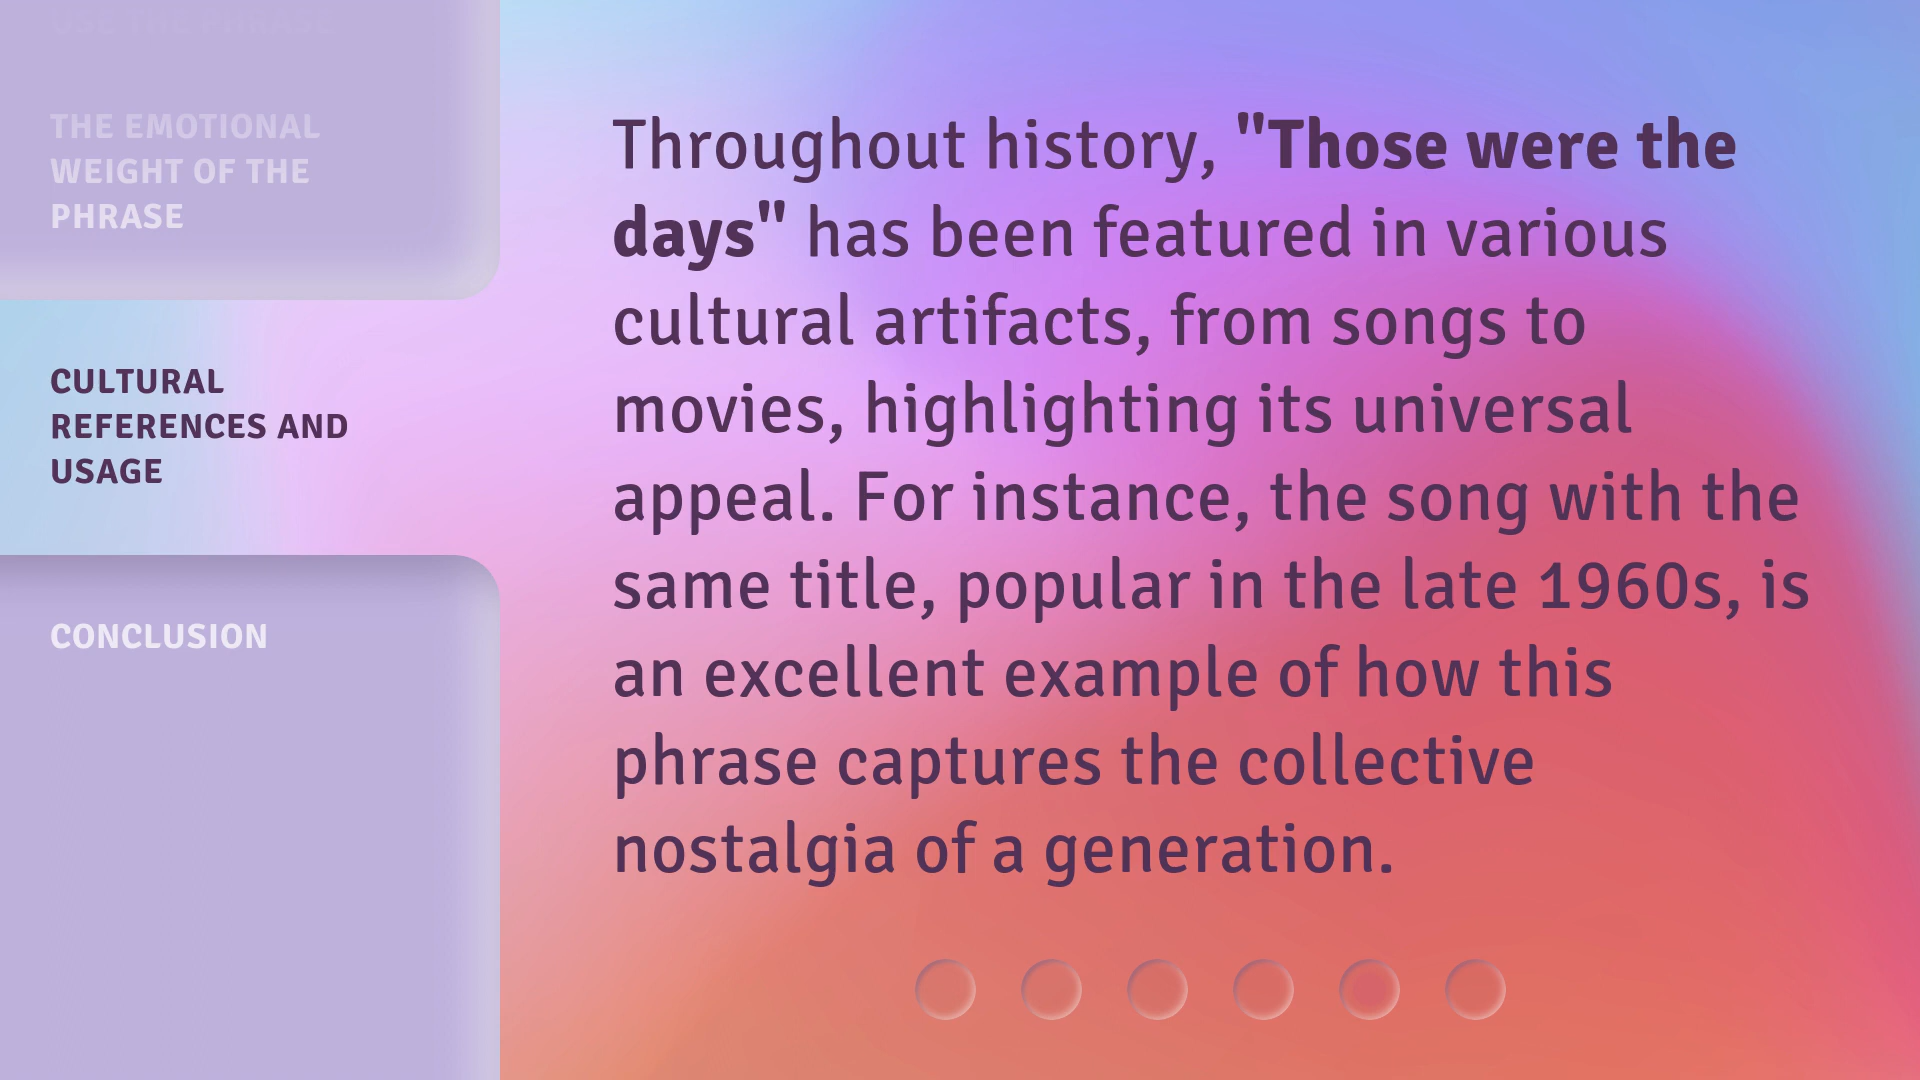 USE THE PHRASE
THE EMOTIONAL
WEIGHT OF THE
PHRASE
CULTURAL
REFERENCES AND
USAGE
CONCLUSION
Throughout history, "Those were the
days" has been featured in various
cultural artifacts, from songs to
movies, highlighting its universal
appeal. For instance, the song with the
same title, popular in the late 1960s, is
an excellent example of how this
phrase captures the collective
nostalgia of a generation.